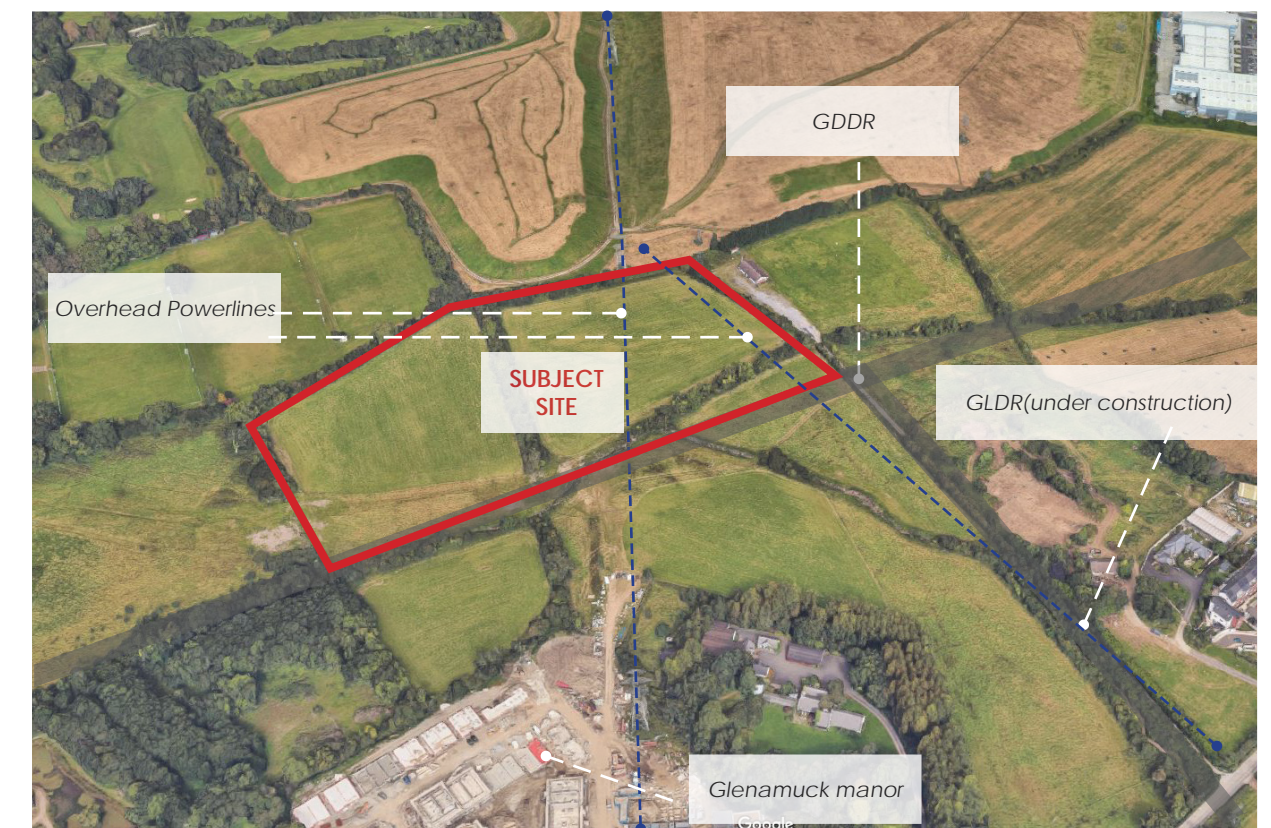 GDDR
Overhead Powerlines
SUBJECT
SITE
GLDR(under construction)
Glenamuck manor
Google